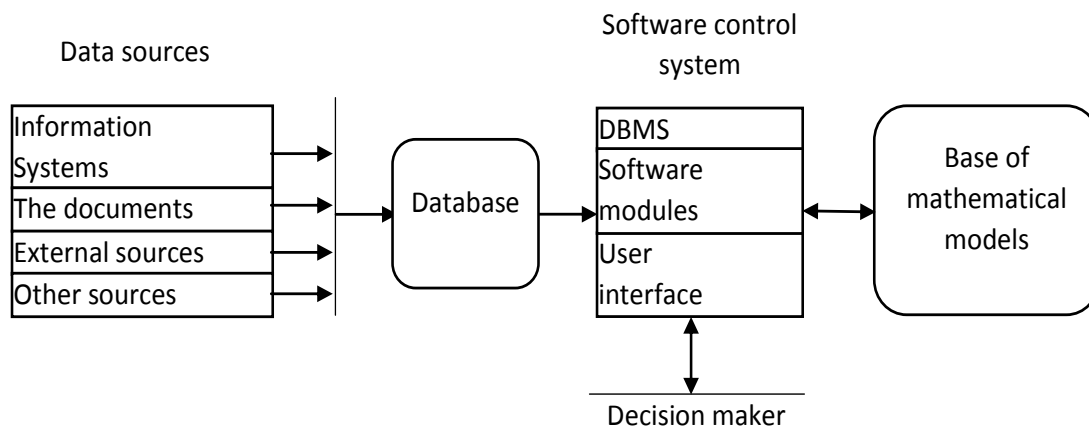 Data sources
Information
Systems
The documents
External sources
Other sources
Database
Software control
system
DBMS
Software
modules
User
interface
Base of
mathematical
models
Decision maker